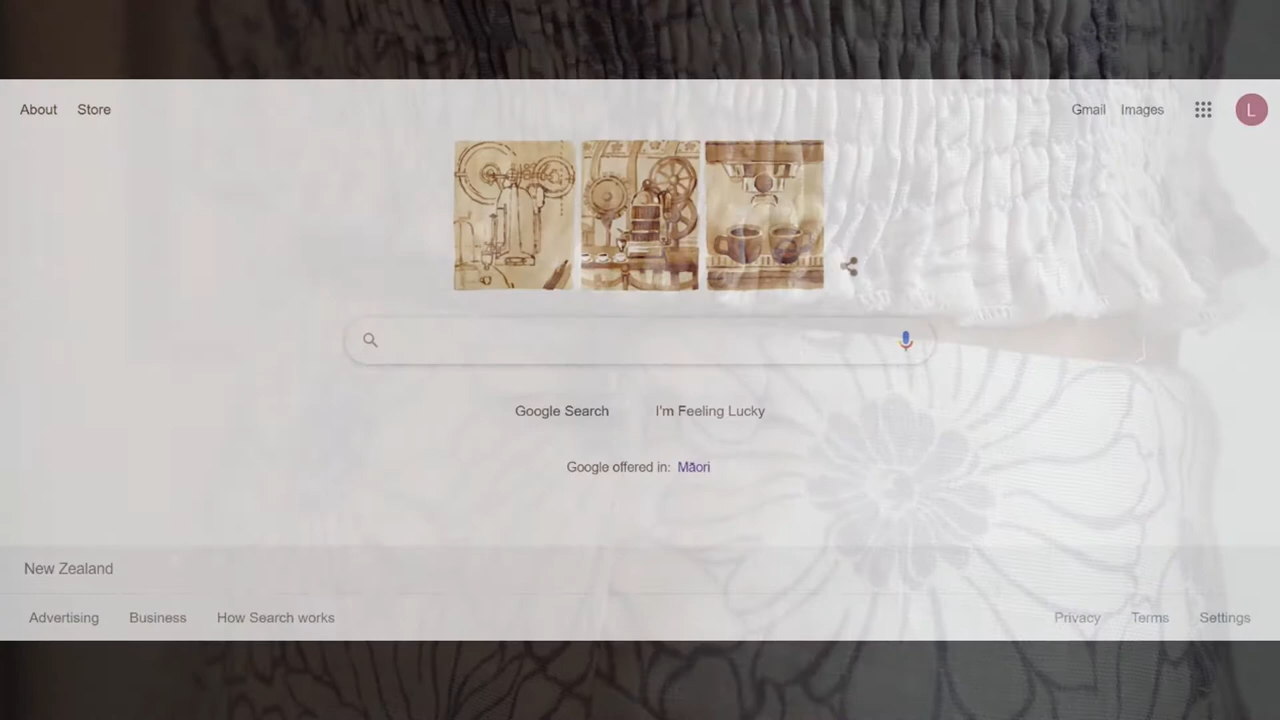 About Store
Gmail Images L
Google Search I'm Feeling Lucky
Google offered in: Māori
New Zealand
Advertising Business How Search works
Privacy Terms Settings